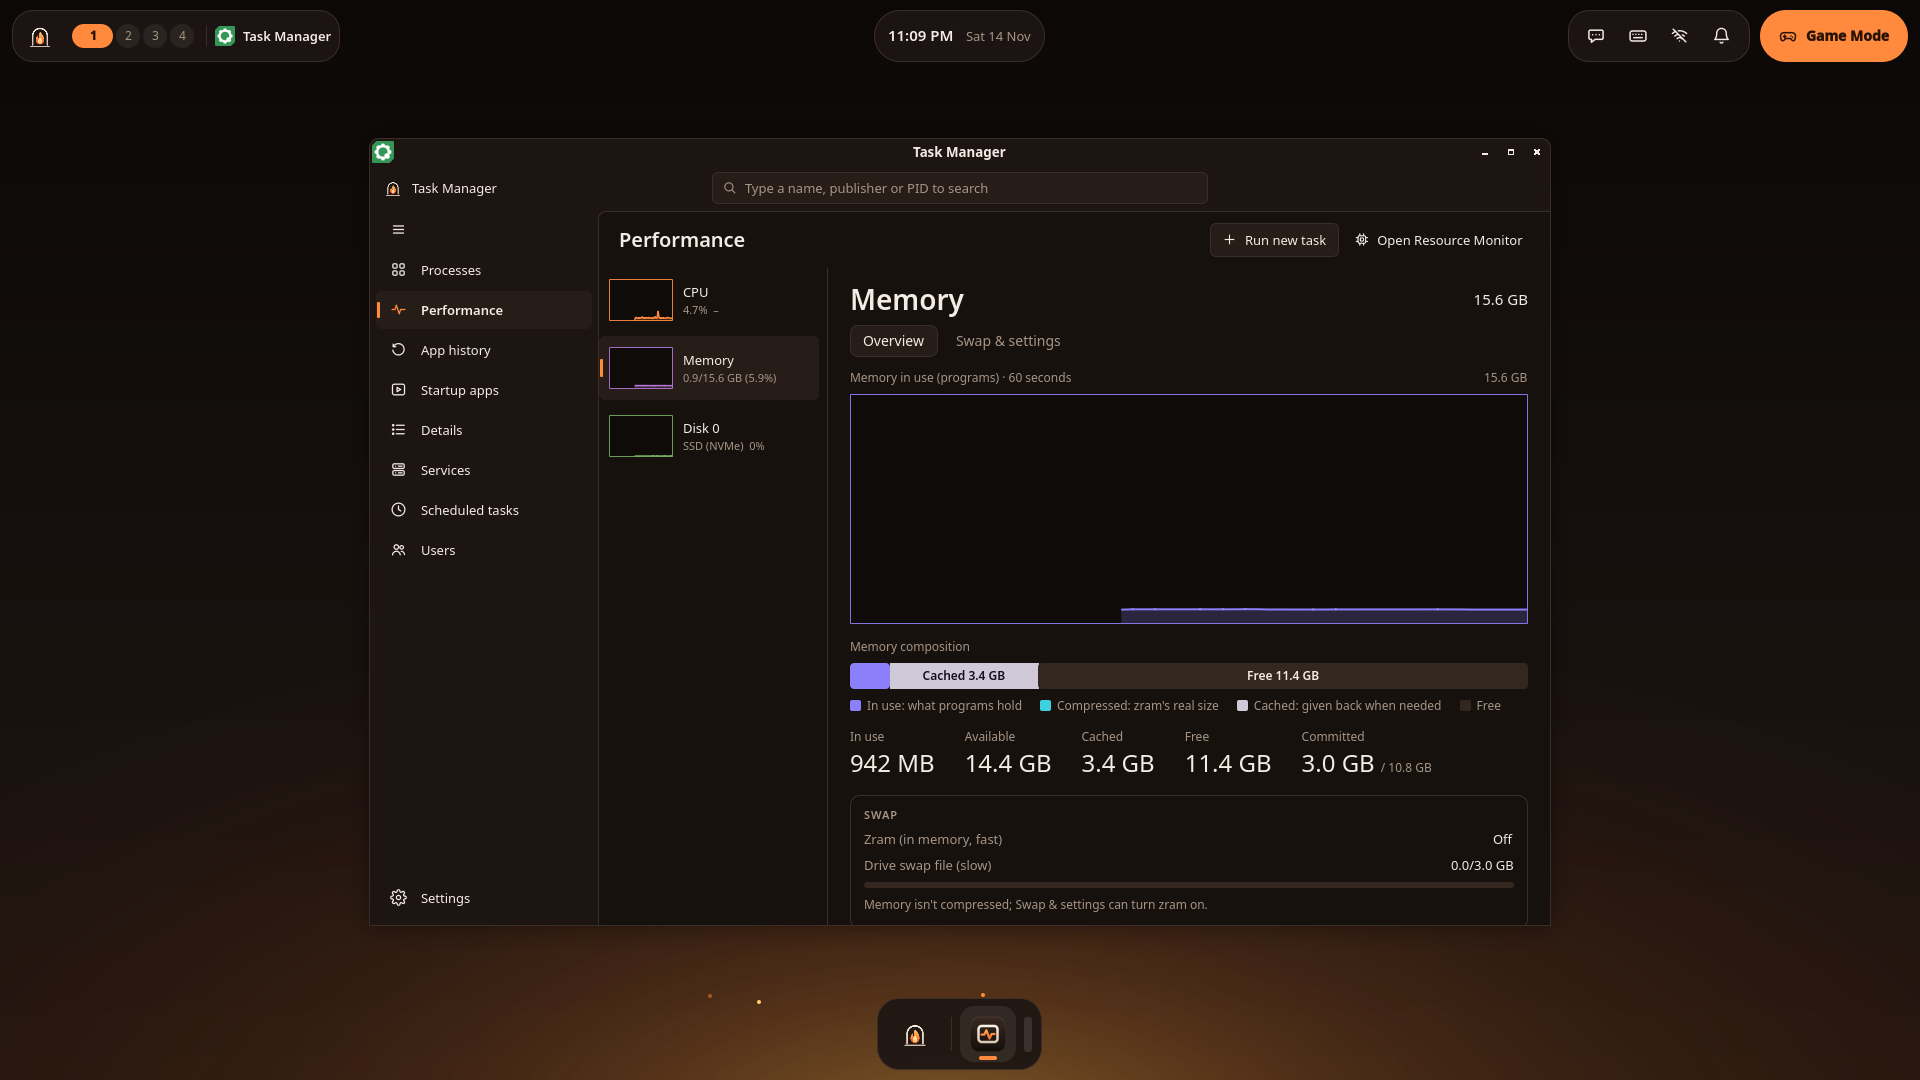 1 2 3 4 Task Manager
11:09 PM Sat 14 Nov
Game Mode
Task Manager
Task Manager
Type a name, publisher or PID to search
Processes
Performance
App history
Startup apps
Details
Services
Scheduled tasks
Users
Settings
Performance
Run new task
Open Resource Monitor
CPU
4.7% –
Memory
0.9/15.6 GB (5.9%)
Disk 0
SSD (NVMe) 0%
Memory
15.6 GB
Overview
Swap & settings
Memory in use (programs) · 60 seconds
15.6 GB
Memory composition
Cached 3.4 GB
Free 11.4 GB
In use: what programs hold
Compressed: zram's real size
Cached: given back when needed
Free
In use
942 MB
Available
14.4 GB
Cached
3.4 GB
Free
11.4 GB
Committed
3.0 GB / 10.8 GB
SWAP
Zram (in memory, fast)
Off
Drive swap file (slow)
0.0/3.0 GB
Memory isn't compressed; Swap & settings can turn zram on.